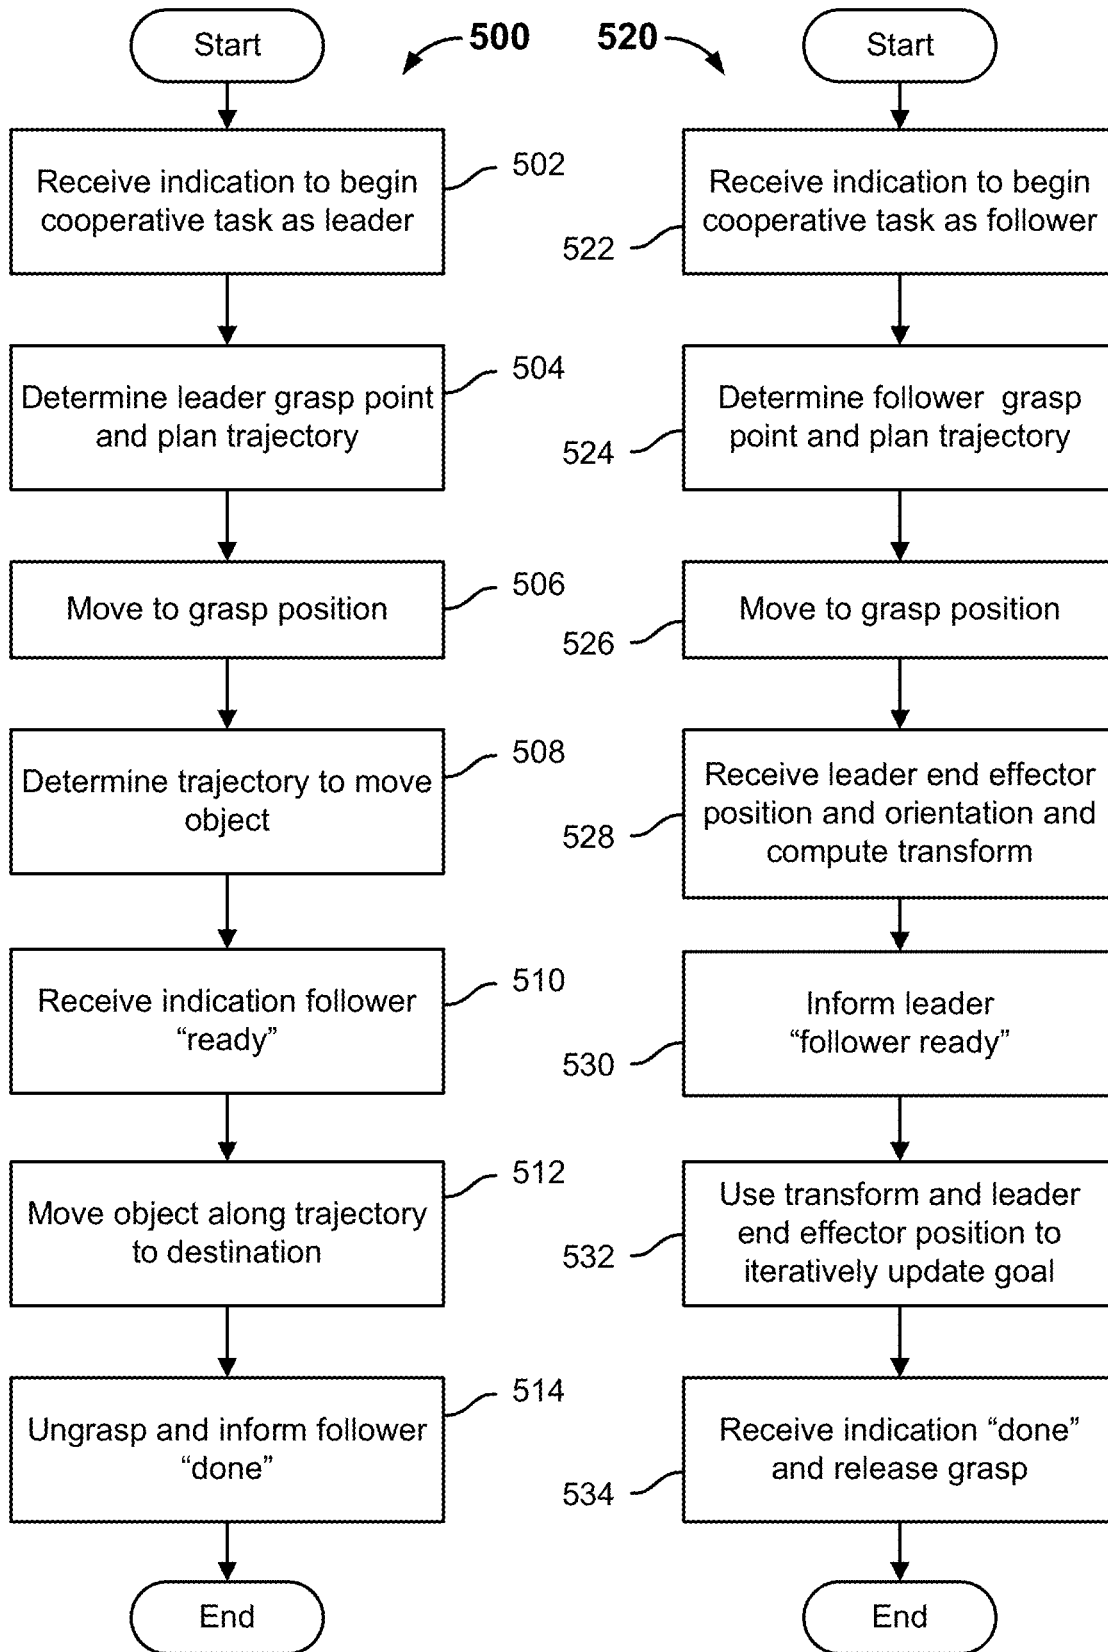 Start
500
Receive indication to begin
cooperative task as leader
502
Determine leader grasp point
and plan trajectory
504
Move to grasp position
506
Determine trajectory to move
object
508
Receive indication follower
“ready”
510
Move object along trajectory
to destination
512
Ungrasp and inform follower
“done”
514
End
520
Start
Receive indication to begin
cooperative task as follower
522
Determine follower grasp
point and plan trajectory
524
Move to grasp position
526
Receive leader end effector
position and orientation and
compute transform
528
Inform leader
“follower ready”
530
Use transform and leader
end effector position to
iteratively update goal
532
Receive indication “done”
and release grasp
534
End